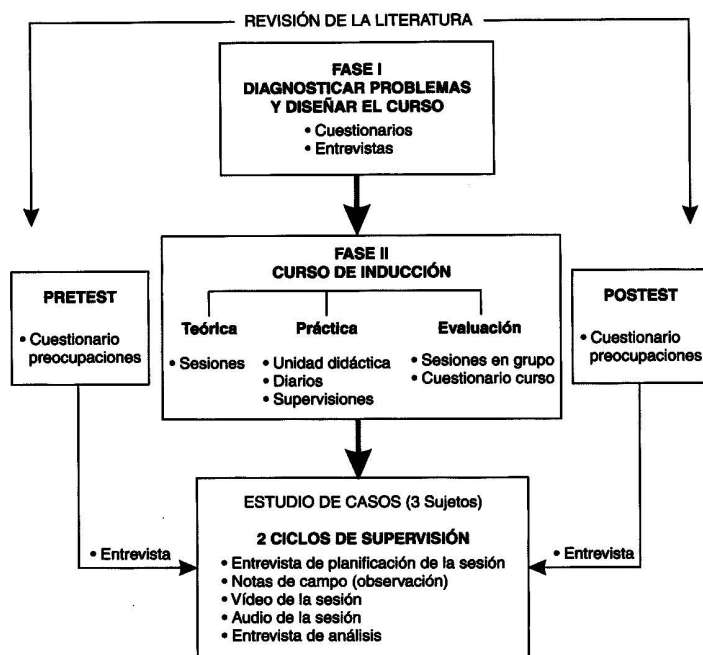 REVISIÓN DE LA LITERATURA
FASE I
DIAGNOSTICAR PROBLEMAS
Y DISEÑAR EL CURSO
• Cuestionarios
• Entrevistas
FASE II
CURSO DE INDUCCIÓN
Teórica
• Sesiones
Práctica
• Unidad didáctica
• Diarios
• Supervisiones
Evaluación
• Sesiones en grupo
• Cuestionario curso
PRETEST
• Cuestionario
preocupaciones
POSTEST
• Cuestionario
preocupaciones
• Entrevista
• Entrevista
ESTUDIO DE CASOS (3 Sujetos)
2 CICLOS DE SUPERVISIÓN
• Entrevista de planificación de la sesión
• Notas de campo (observación)
• Vídeo de la sesión
• Audio de la sesión
• Entrevista de análisis